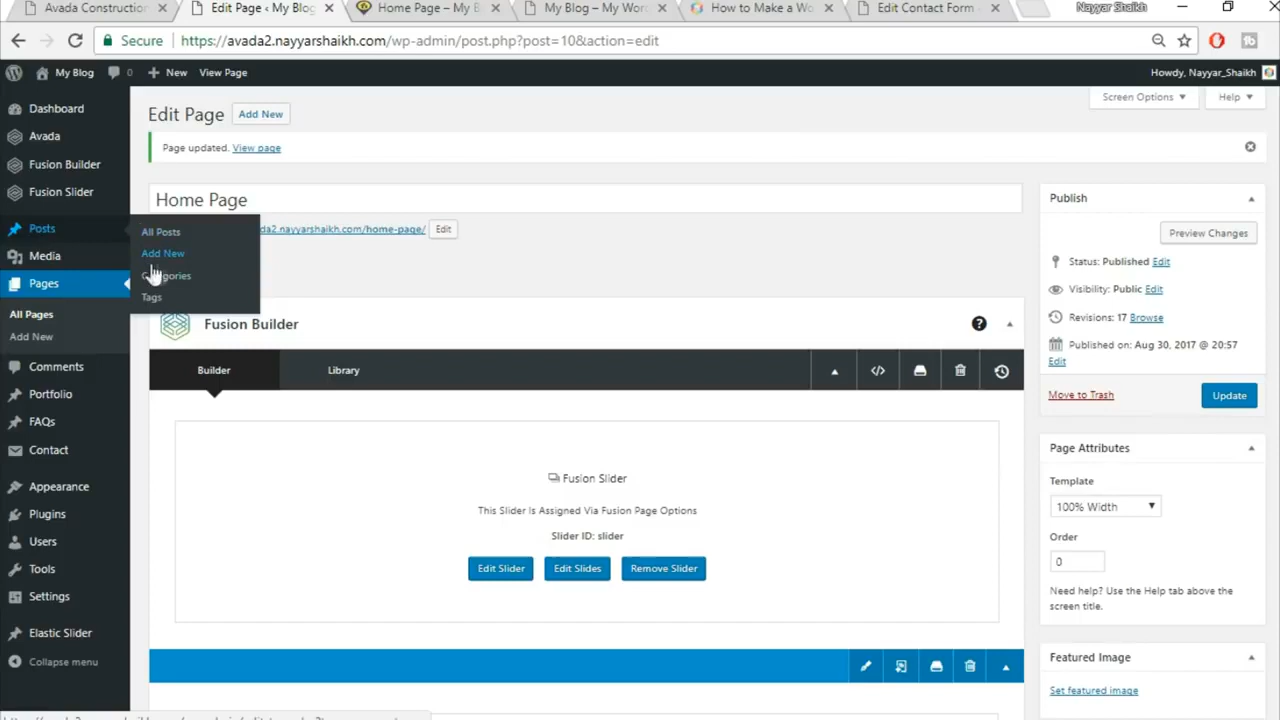 Avada Construction
Edit Page ‹ My Blog
Home Page – My B
My Blog – My Wor
How to Make a Wo
Edit Contact Form
Nayyar Shaikh
Secure
https://avada2.nayyarshaikh.com/wp-admin/post.php?post=10&action=edit
My Blog
0
New
View Page
Howdy, Nayyar_Shaikh
Dashboard
Avada
Fusion Builder
Fusion Slider
Posts
Media
Pages
All Pages
Add New
Comments
Portfolio
FAQs
Contact
Appearance
Plugins
Users
Tools
Settings
Elastic Slider
Collapse menu
All Posts
Add New
Categories
Tags
Edit Page
Add New
Screen Options
Help
Page updated. View page
Home Page
da2.nayyarshaikh.com/home-page/
Edit
Fusion Builder
Builder
Library
Fusion Slider
This Slider Is Assigned Via Fusion Page Options
Slider ID: slider
Edit Slider
Edit Slides
Remove Slider
Publish
Preview Changes
Status: Published Edit
Visibility: Public Edit
Revisions: 17 Browse
Published on: Aug 30, 2017 @ 20:57
Edit
Move to Trash
Update
Page Attributes
Template
100% Width
Order
0
Need help? Use the Help tab above the
screen title.
Featured Image
Set featured image